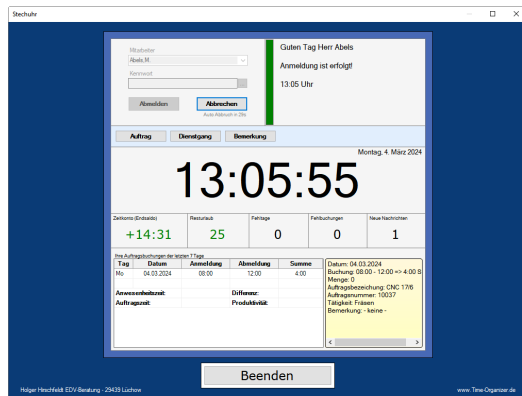 Stechuhr
Mitarbeiter
Abels,M.
Kennwort
Abmelden
Abbrechen
Auto Abbruch in 29s
Guten Tag Herr Abels
Anmeldung ist erfolgt!
13:05 Uhr
Auftrag
Dienstgang
Bemerkung
Montag, 4. März 2024
13:05:55
Zeitkonto (Endsaldo)
Resturlaub
Fehltage
Fehlbuchungen
Neue Nachrichten
+14:31
25
0
0
1
Ihre Auftragsbuchungen der letzten 7 Tage
Tag Datum Anmeldung Abmeldung Summe
Mo 04.03.2024 08:00 12:00 4:00
Anwesenheitszeit: Differenz:
Auftragszeit: Produktivität:
Datum: 04.03.2024
Buchung: 08:00 - 12:00 => 4:00 S
Menge: 0
Auftragsbezeichung: CNC 17/6
Auftragsnummer: 10037
Tätigkeit: Fräsen
Bemerkung: - keine -
Beenden
Holger Hirschfeldt EDV-Beratung - 29439 Lüchow
www.Time-Organizer.de